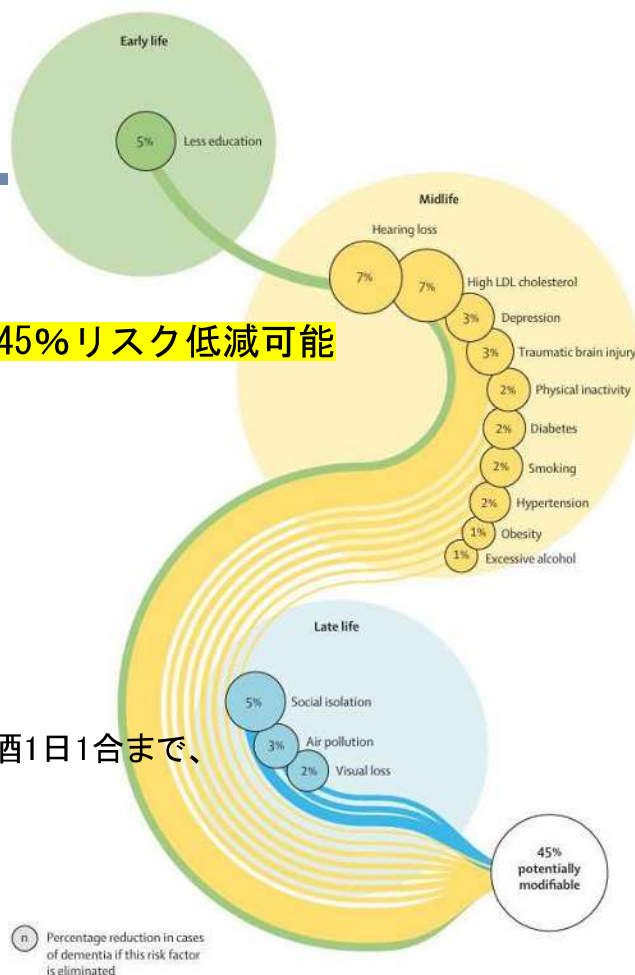 Early life
5%
Less education
Midlife
Hearing loss
7%
7%
High LDL cholesterol
45%リスク低減可能
3%
Depression
3%
Traumatic brain injury
2%
Physical inactivity
2%
Diabetes
2%
Smoking
2%
Hypertension
1%
Obesity
1%
Excessive alcohol
Late life
5%
Social isolation
酒1日1合まで、
3%
Air pollution
2%
Visual loss
45%
potentially
modifiable
n
Percentage reduction in cases
of dementia if this risk factor
is eliminated